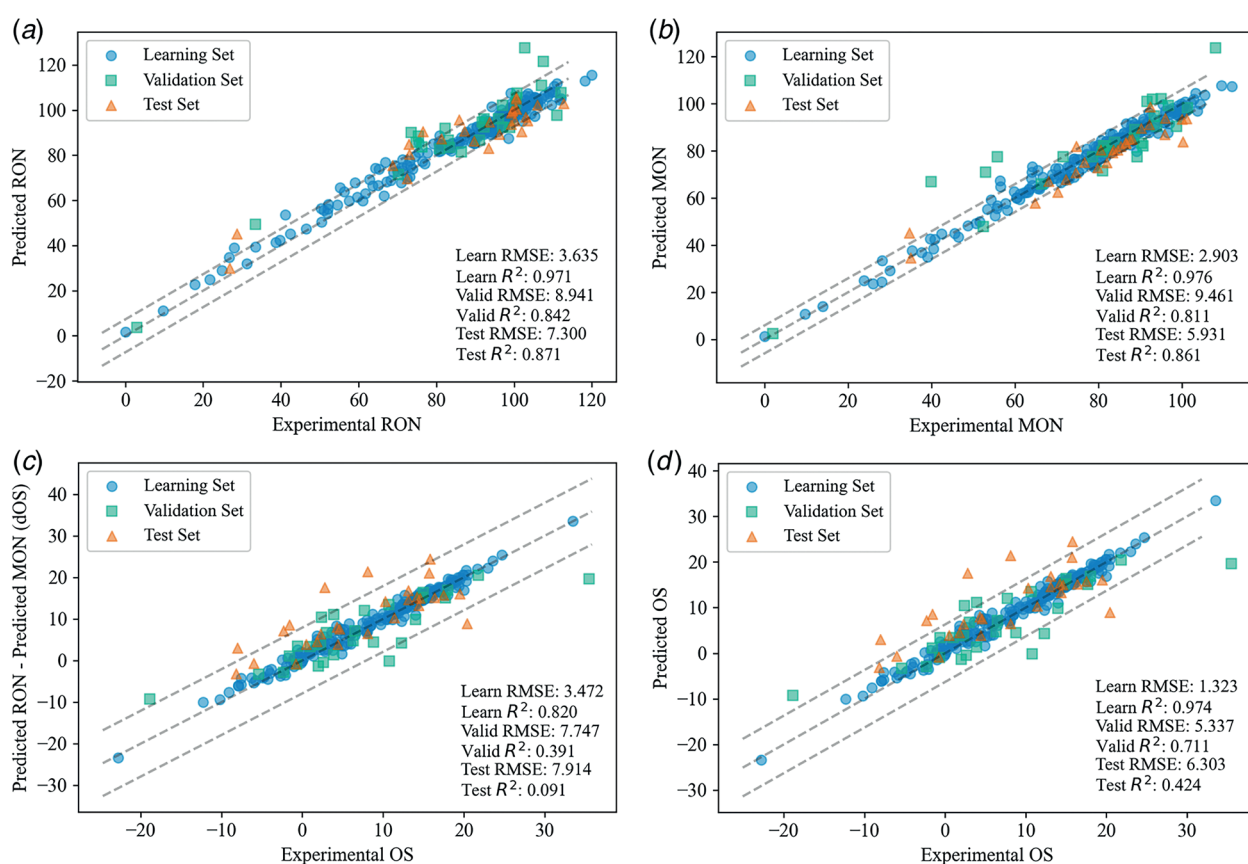 (a)
Learning Set
Validation Set
Test Set
120
100
80
60
40
20
0
−20
Predicted RON
Learn RMSE: 3.635
Learn R²: 0.971
Valid RMSE: 8.941
Valid R²: 0.842
Test RMSE: 7.300
Test R²: 0.871
0 20 40 60 80 100 120
Experimental RON
(b)
Learning Set
Validation Set
Test Set
120
100
80
60
40
20
0
Predicted MON
Learn RMSE: 2.903
Learn R²: 0.976
Valid RMSE: 9.461
Valid R²: 0.811
Test RMSE: 5.931
Test R²: 0.861
0 20 40 60 80 100
Experimental MON
(c)
Learning Set
Validation Set
Test Set
40
30
20
10
0
−10
−20
−30
Predicted RON - Predicted MON (dOS)
Learn RMSE: 3.472
Learn R²: 0.820
Valid RMSE: 7.747
Valid R²: 0.391
Test RMSE: 7.914
Test R²: 0.091
−20 −10 0 10 20 30
Experimental OS
(d)
Learning Set
Validation Set
Test Set
40
30
20
10
0
−10
−20
−30
Predicted OS
Learn RMSE: 1.323
Learn R²: 0.974
Valid RMSE: 5.337
Valid R²: 0.711
Test RMSE: 6.303
Test R²: 0.424
−20 −10 0 10 20 30
Experimental OS